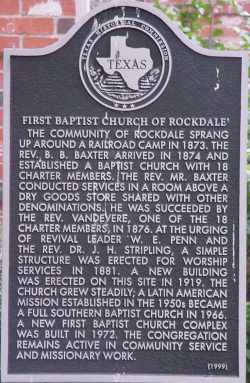 TEXAS HISTORICAL COMMISSION
TEXAS
FIRST BAPTIST CHURCH OF ROCKDALE
THE COMMUNITY OF ROCKDALE SPRANG
UP AROUND A RAILROAD CAMP IN 1873. THE
REV. B. B. BAXTER ARRIVED IN 1874 AND
ESTABLISHED A BAPTIST CHURCH WITH 18
CHARTER MEMBERS. THE REV. MR. BAXTER
CONDUCTED SERVICES IN A ROOM ABOVE A
DRY GOODS STORE SHARED WITH OTHER
DENOMINATIONS. HE WAS SUCCEEDED BY
THE REV. VANDEVERE, ONE OF THE 18
CHARTER MEMBERS, IN 1876. AT THE URGING
OF REVIVAL LEADER W. E. PENN AND
THE REV. DR. J. H. STRIPLING, A SIMPLE
STRUCTURE WAS ERECTED FOR WORSHIP
SERVICES IN 1881. A NEW BUILDING
WAS ERECTED ON THIS SITE IN 1919. THE
CHURCH GREW STEADILY; A LATIN AMERICAN
MISSION ESTABLISHED IN THE 1950s BECAME
A FULL SOUTHERN BAPTIST CHURCH IN 1966.
A NEW FIRST BAPTIST CHURCH COMPLEX
WAS BUILT IN 1972. THE CONGREGATION
REMAINS ACTIVE IN COMMUNITY SERVICE
AND MISSIONARY WORK.
(1999)